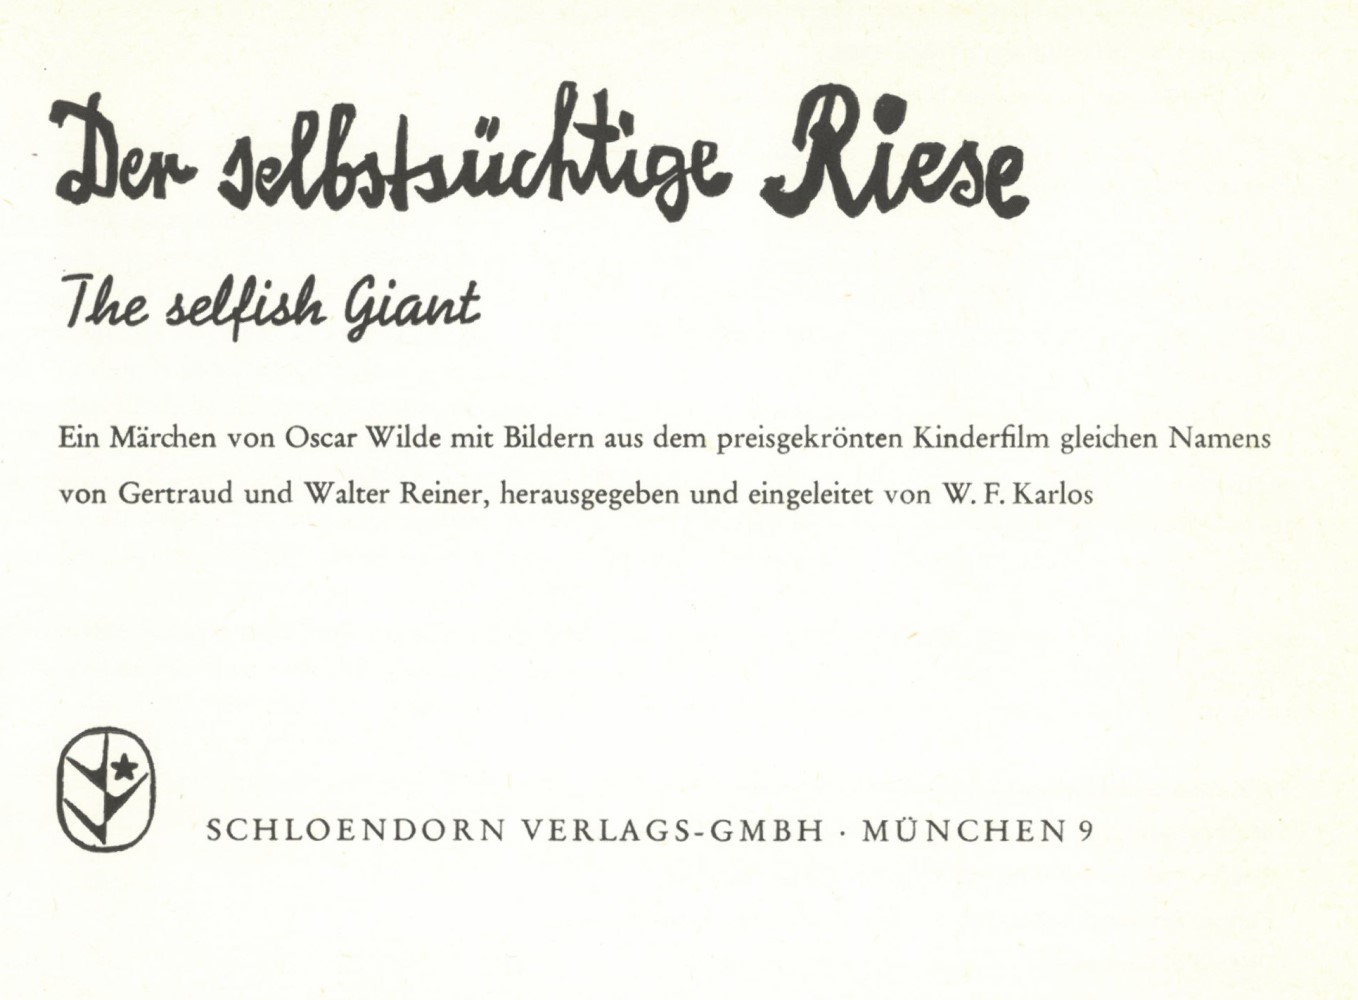 Der selbstsüchtige Riese
The selfish Giant
Ein Märchen von Oscar Wilde mit Bildern aus dem preisgekrönten Kinderfilm gleichen Namens
von Gertraud und Walter Reiner, herausgegeben und eingeleitet von W. F. Karlos
SCHLOENDORN VERLAGS-GMBH · MÜNCHEN 9